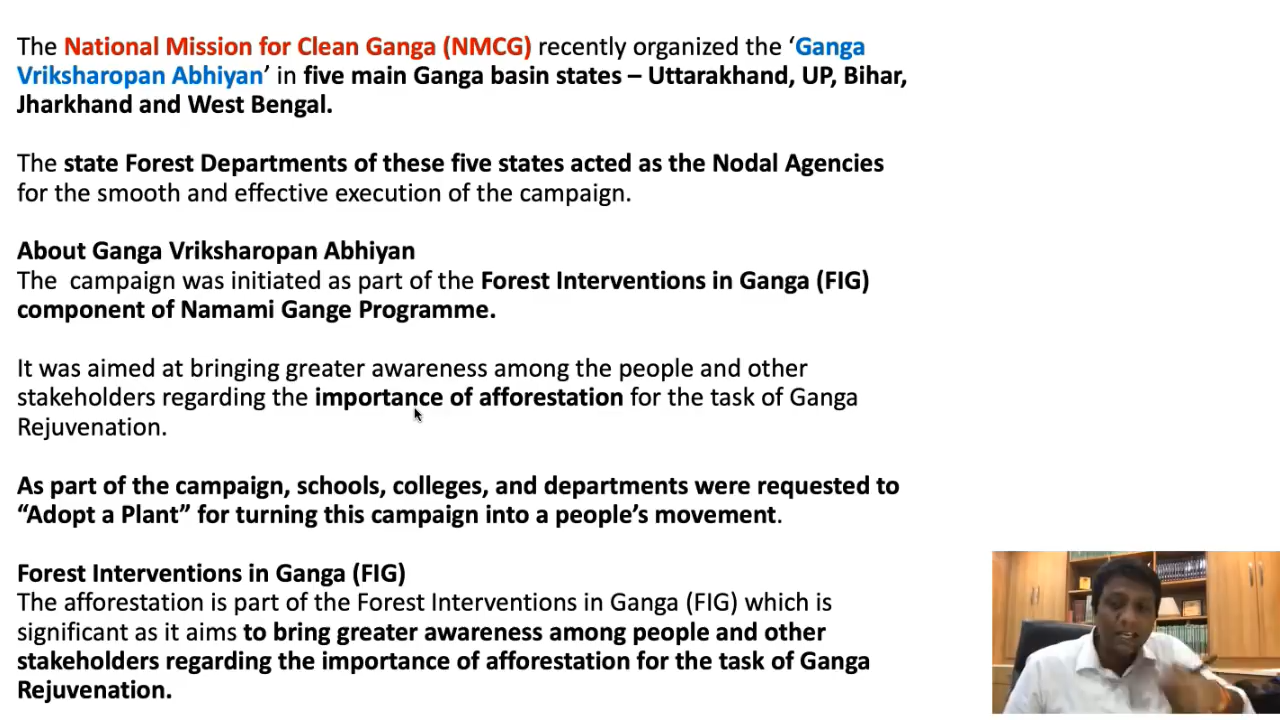 The National Mission for Clean Ganga (NMCG) recently organized the ‘Ganga
Vriksharopan Abhiyan’ in five main Ganga basin states – Uttarakhand, UP, Bihar,
Jharkhand and West Bengal.
The state Forest Departments of these five states acted as the Nodal Agencies
for the smooth and effective execution of the campaign.
About Ganga Vriksharopan Abhiyan
The  campaign was initiated as part of the Forest Interventions in Ganga (FIG)
component of Namami Gange Programme.
It was aimed at bringing greater awareness among the people and other
stakeholders regarding the importance of afforestation for the task of Ganga
Rejuvenation.
As part of the campaign, schools, colleges, and departments were requested to
“Adopt a Plant” for turning this campaign into a people’s movement.
Forest Interventions in Ganga (FIG)
The afforestation is part of the Forest Interventions in Ganga (FIG) which is
significant as it aims to bring greater awareness among people and other
stakeholders regarding the importance of afforestation for the task of Ganga
Rejuvenation.